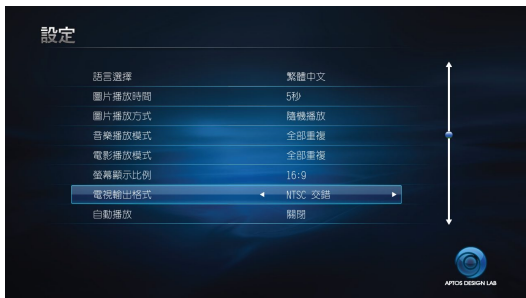 設定
語言選擇 繁體中文
圖片播放時間 5秒
圖片播放方式 隨機播放
音樂播放模式 全部重複
電影播放模式 全部重複
螢幕顯示比例 16:9
電視輸出格式 NTSC 交錯
自動播放 關閉
APTOS DESIGN LAB